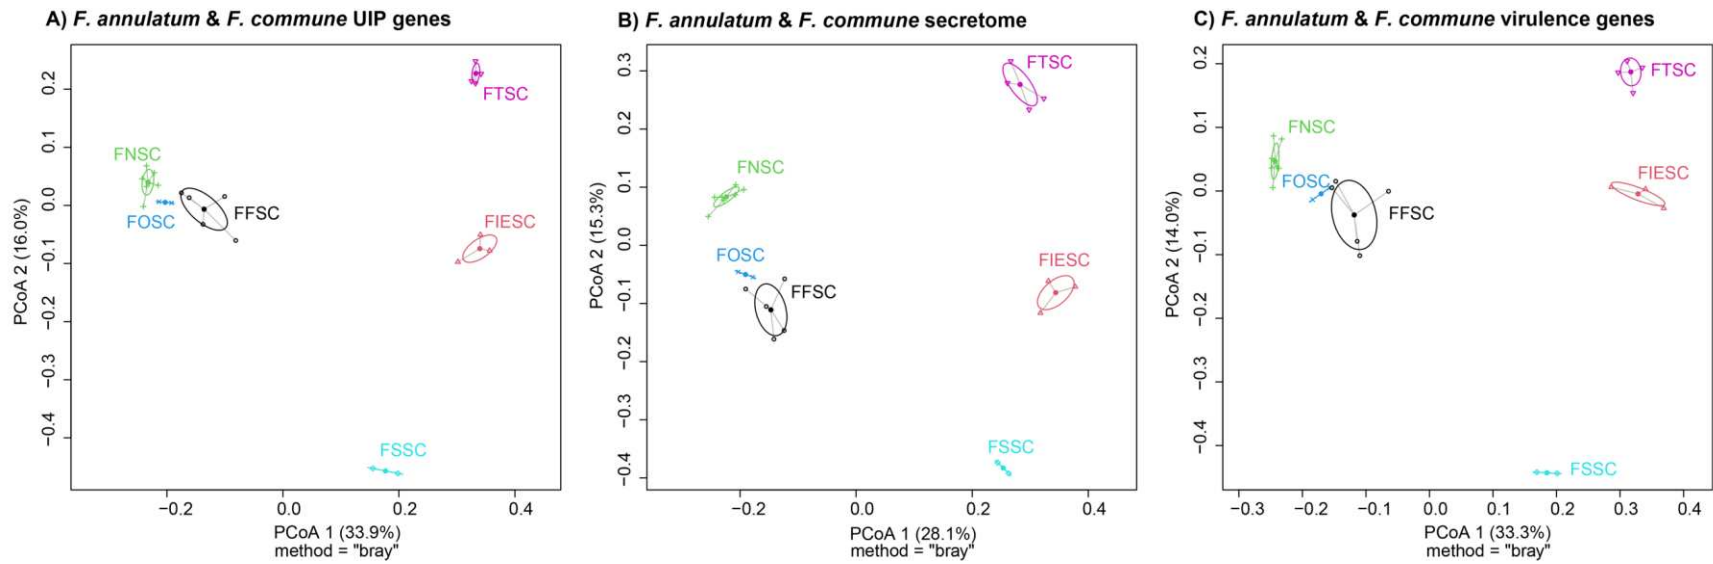 A) F. annulatum & F. commune UIP genes
PCoA 2 (16.0%)
0.2
0.1
0.0
−0.1
−0.2
−0.3
−0.4
FTSC
FNSC
FOSC
FFSC
FIESC
FSSC
−0.2
0.0
0.2
0.4
PCoA 1 (33.9%)
method = "bray"
B) F. annulatum & F. commune secretome
PCoA 2 (15.3%)
0.3
0.2
0.1
0.0
−0.1
−0.2
−0.3
−0.4
FTSC
FNSC
FOSC
FFSC
FIESC
FSSC
−0.2
0.0
0.2
0.4
PCoA 1 (28.1%)
method = "bray"
C) F. annulatum & F. commune virulence genes
PCoA 2 (14.0%)
0.2
0.1
0.0
−0.1
−0.2
−0.3
−0.4
FTSC
FNSC
FOSC
FFSC
FIESC
FSSC
−0.3
−0.2
−0.1
0.0
0.1
0.2
0.3
0.4
PCoA 1 (33.3%)
method = "bray"